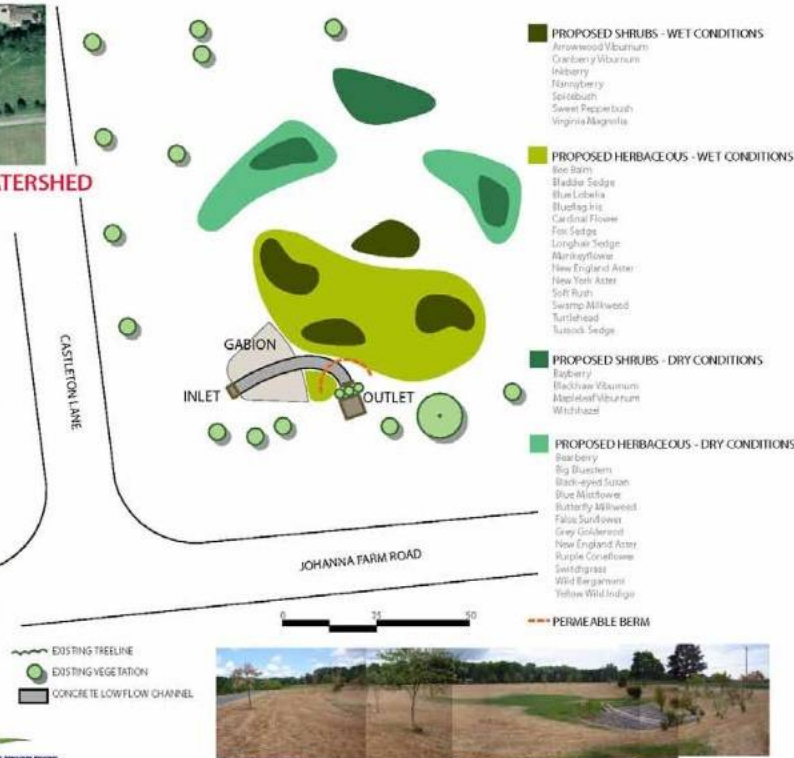 ATERSHED
CASTLETON LANE
GABION
INLET
OUTLET
JOHANNA FARM ROAD
0 25 50
PROPOSED SHRUBS - WET CONDITIONS
Arrowwood Viburnum
Cranberry Viburnum
Inkberry
Nannyberry
Spicebush
Sweet Pepperbush
Virginia Magnolia
PROPOSED HERBACEOUS - WET CONDITIONS
Bee Balm
Bladder Sedge
Blue Lobelia
Blueflag Iris
Cardinal Flower
Fox Sedge
Longhair Sedge
Monkeyflower
New England Aster
New York Aster
Soft Rush
Swamp Milkweed
Turtlehead
Tussock Sedge
PROPOSED SHRUBS - DRY CONDITIONS
Bayberry
Blackhaw Viburnum
Mapleleaf Viburnum
Witchhazel
PROPOSED HERBACEOUS - DRY CONDITIONS
Bearberry
Big Bluestem
Black-eyed Susan
Blue Mistflower
Butterfly Milkweed
False Sunflower
Grey Goldenrod
New England Aster
Purple Coneflower
Switchgrass
Wild Bergamont
Yellow Wild Indigo
PERMEABLE BERM
EXISTING TREELINE
EXISTING VEGETATION
CONCRETE LOW FLOW CHANNEL